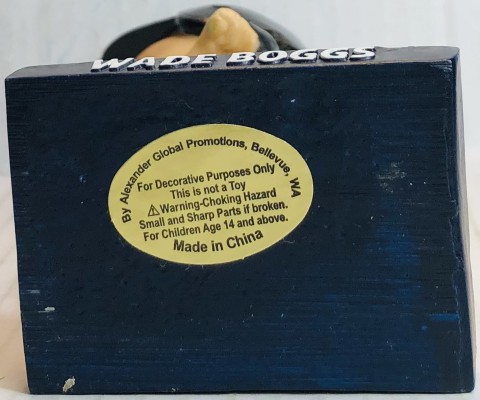 WADE BOGGS
By Alexander Global Promotions, Bellevue, WA
For Decorative Purposes Only
This is not a Toy
⚠Warning-Choking Hazard
Small and Sharp Parts if broken.
For Children Age 14 and above.
Made in China